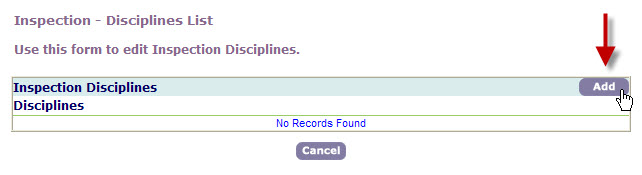 Inspection - Disciplines List
Use this form to edit Inspection Disciplines.
Inspection Disciplines Add
Disciplines
No Records Found
Cancel